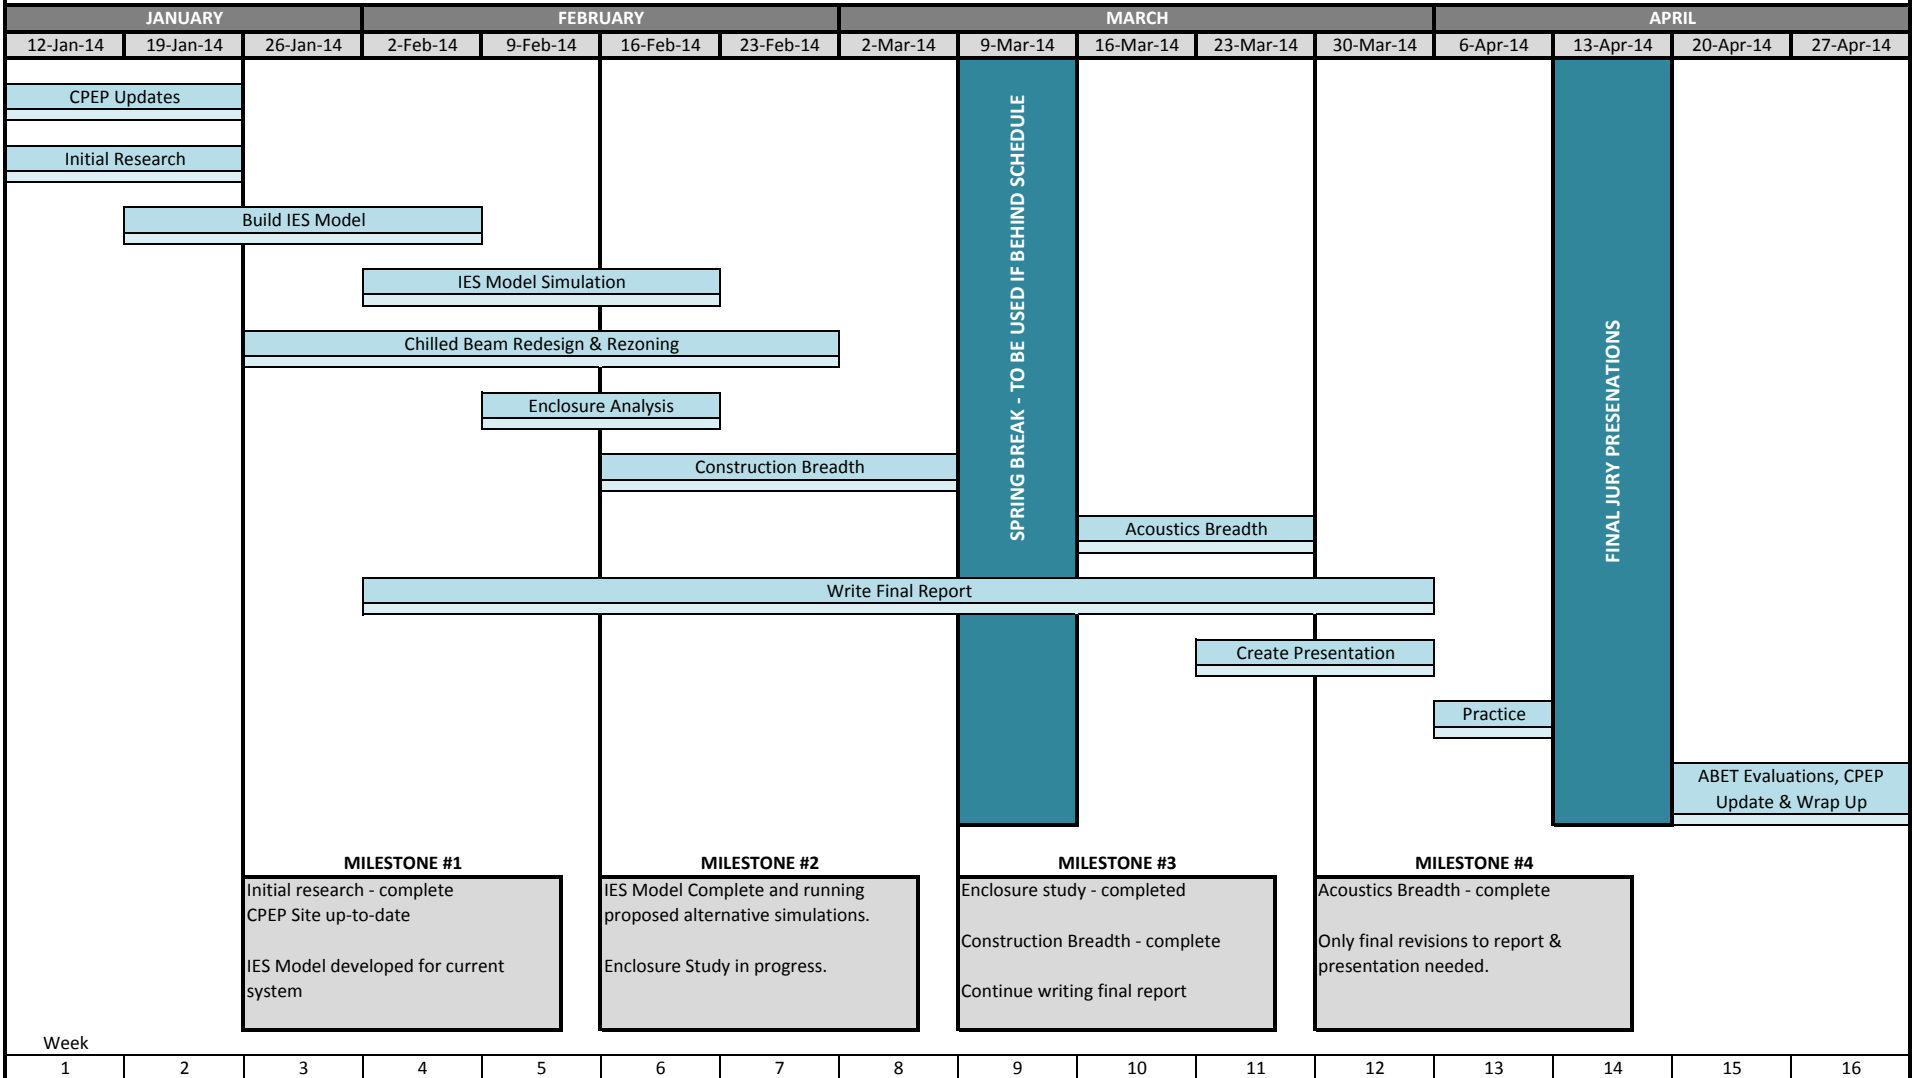 JANUARY FEBRUARY MARCH APRIL
12-Jan-14 19-Jan-14 26-Jan-14 2-Feb-14 9-Feb-14 16-Feb-14 23-Feb-14 2-Mar-14 9-Mar-14 16-Mar-14 23-Mar-14 30-Mar-14 6-Apr-14 13-Apr-14 20-Apr-14 27-Apr-14
CPEP Updates
Initial Research
Build IES Model
IES Model Simulation
Chilled Beam Redesign & Rezoning
Enclosure Analysis
Construction Breadth
SPRING BREAK - TO BE USED IF BEHIND SCHEDULE
Acoustics Breadth
FINAL JURY PRESENATIONS
Write Final Report
Create Presentation
Practice
ABET Evaluations, CPEP
Update & Wrap Up
MILESTONE #1
Initial research - complete
CPEP Site up-to-date
IES Model developed for current
system
MILESTONE #2
IES Model Complete and running
proposed alternative simulations.
Enclosure Study in progress.
MILESTONE #3
Enclosure study - completed
Construction Breadth - complete
Continue writing final report
MILESTONE #4
Acoustics Breadth - complete
Only final revisions to report &
presentation needed.
Week
1 2 3 4 5 6 7 8 9 10 11 12 13 14 15 16